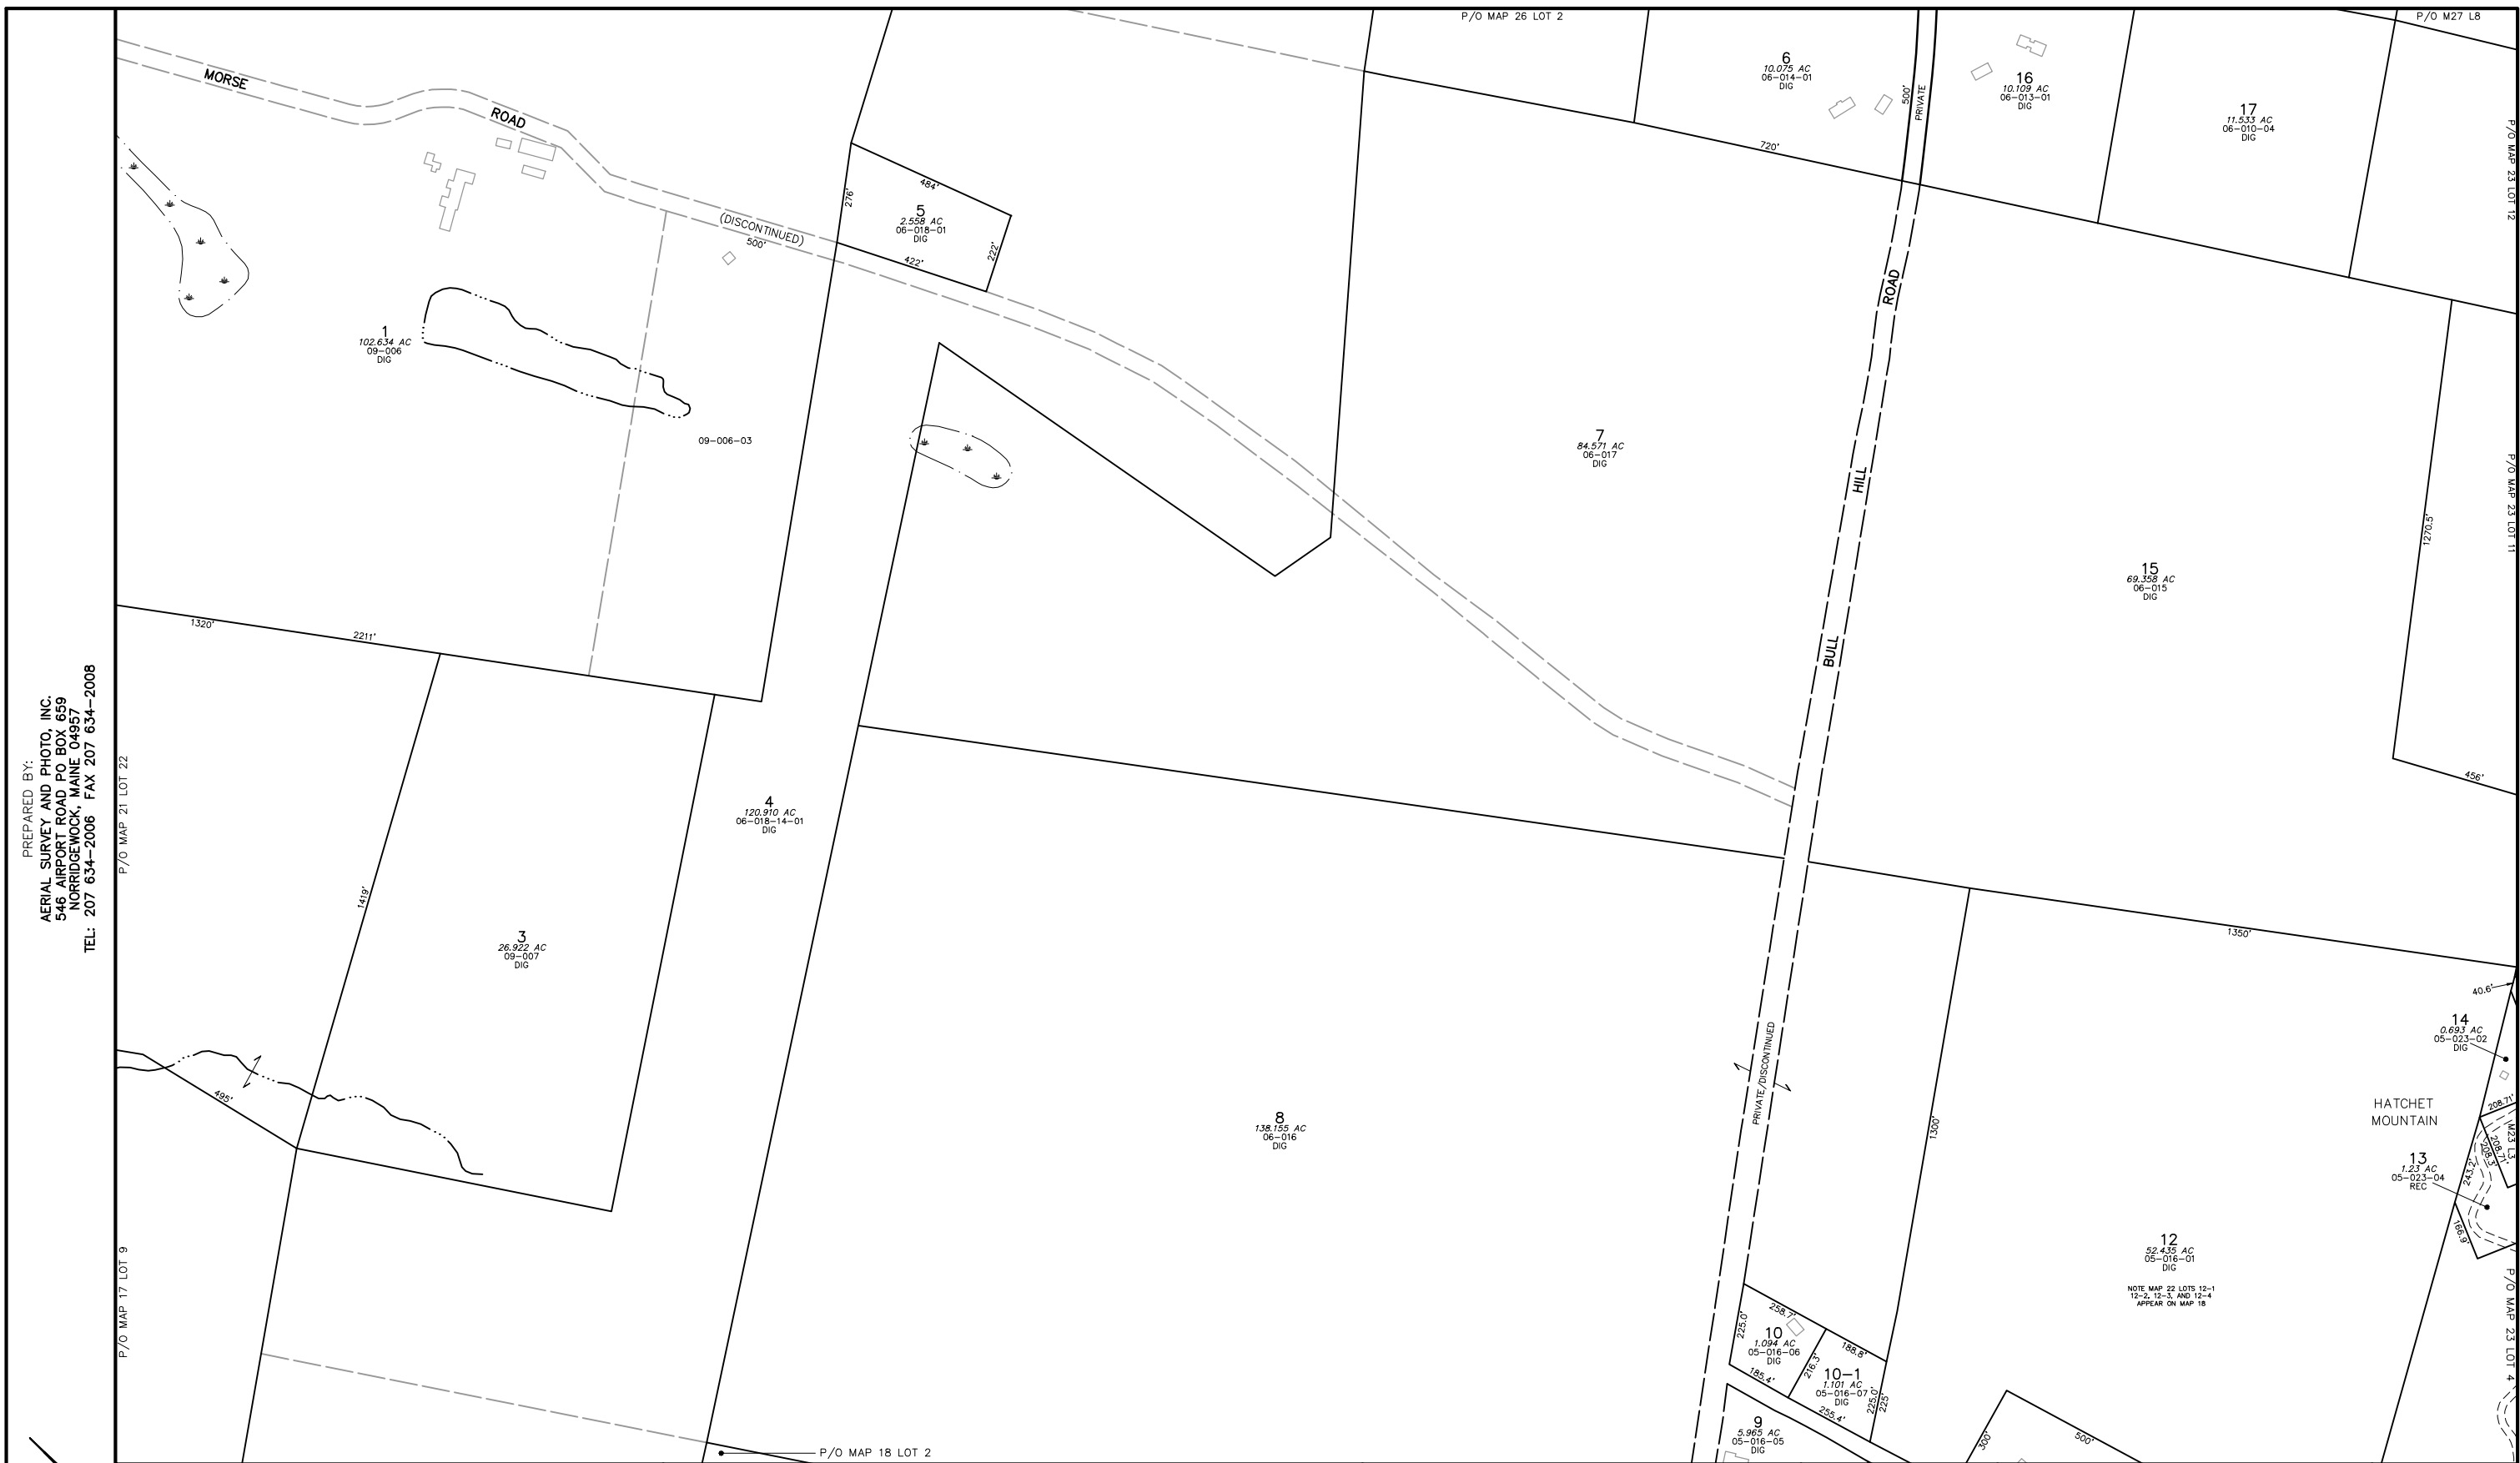 P/O MAP 26 LOT 2
P/O M27 L8
MORSE
ROAD
(DISCONTINUED)
500'
276'
484'
5
2.558 AC
06-018-01
DIG
222'
422'
6
10.075 AC
06-014-01
DIG
500'
PRIVATE
16
10.109 AC
06-013-01
DIG
17
11.533 AC
06-010-04
DIG
P/O MAP 23 LOT 12
720'
1
102.634 AC
09-006
DIG
09-006-03
7
84.571 AC
06-017
DIG
BULL
HILL
ROAD
P/O MAP 23 LOT 11
1270.5'
15
69.358 AC
06-015
DIG
456'
1320'
2211'
PREPARED BY:
AERIAL SURVEY AND PHOTO, INC.
546 AIRPORT ROAD PO BOX 659
NORRIDGEWOCK, MAINE 04957
TEL: 207 634-2006 FAX 207 634-2008
P/O MAP 21 LOT 22
4
120.910 AC
06-018-14-01
DIG
1419'
3
26.922 AC
09-007
DIG
1350'
40.6'
14
0.693 AC
05-023-02
DIG
495'
8
138.155 AC
06-016
DIG
PRIVATE/DISCONTINUED
1300'
HATCHET
MOUNTAIN
208.71'
M23 L3
208.71'
208.3'
243.2'
13
1.23 AC
05-023-04
REC
166.9'
P/O MAP 17 LOT 9
12
52.435 AC
05-016-01
DIG
NOTE MAP 22 LOTS 12-1
12-2, 12-3, AND 12-4
APPEAR ON MAP 18
P/O MAP 23 LOT 4
258.7'
225.0'
10
1.094 AC
05-016-06
DIG
188.8'
216.3'
185.4'
10-1
1.101 AC
05-016-07
DIG
225.0'
225'
255.4'
9
5.965 AC
05-016-05
DIG
300'
500'
P/O MAP 18 LOT 2